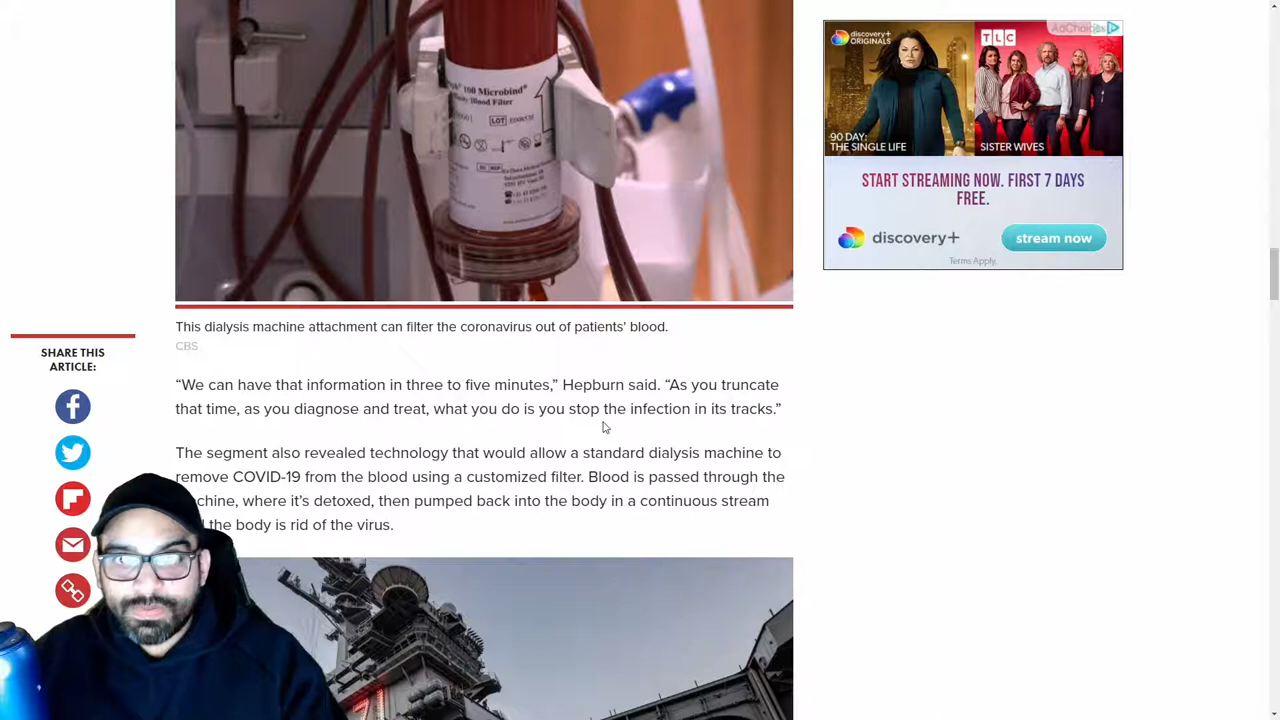 100 Microbind®
Blood Filter
LOT
This dialysis machine attachment can filter the coronavirus out of patients’ blood.
CBS
SHARE THIS
ARTICLE:
“We can have that information in three to five minutes,” Hepburn said. “As you truncate
that time, as you diagnose and treat, what you do is you stop the infection in its tracks.”
The segment also revealed technology that would allow a standard dialysis machine to
remove COVID-19 from the blood using a customized filter. Blood is passed through the
chine, where it’s detoxed, then pumped back into the body in a continuous stream
the body is rid of the virus.
discovery+
ORIGINALS
AdChoices
TLC
90 DAY:
THE SINGLE LIFE
SISTER WIVES
START STREAMING NOW. FIRST 7 DAYS
FREE.
discovery+
stream now
Terms Apply.